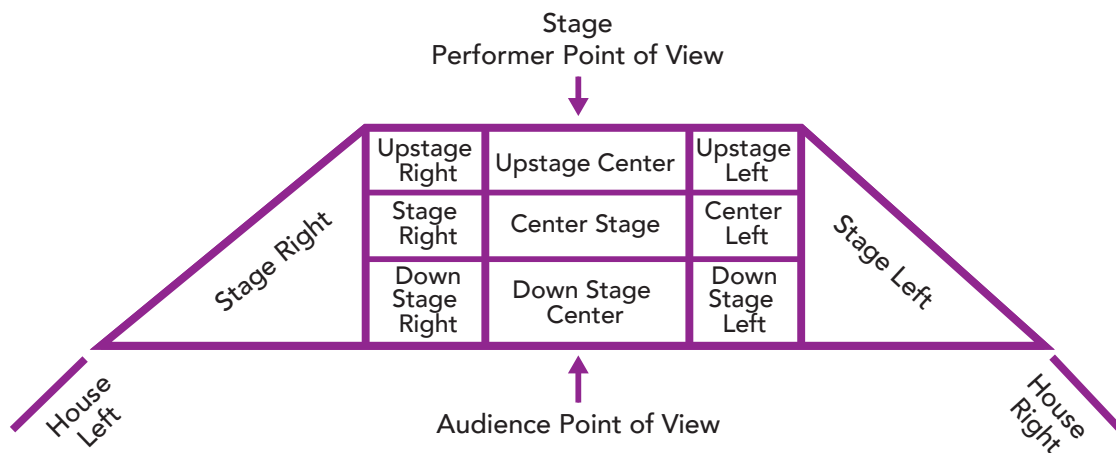 Stage
Performer Point of View
Upstage
Right
Upstage Center
Upstage
Left
Stage Right
Stage
Right
Center Stage
Center
Left
Stage Left
Down
Stage
Right
Down Stage
Center
Down
Stage
Left
House
Left
Audience Point of View
House
Right